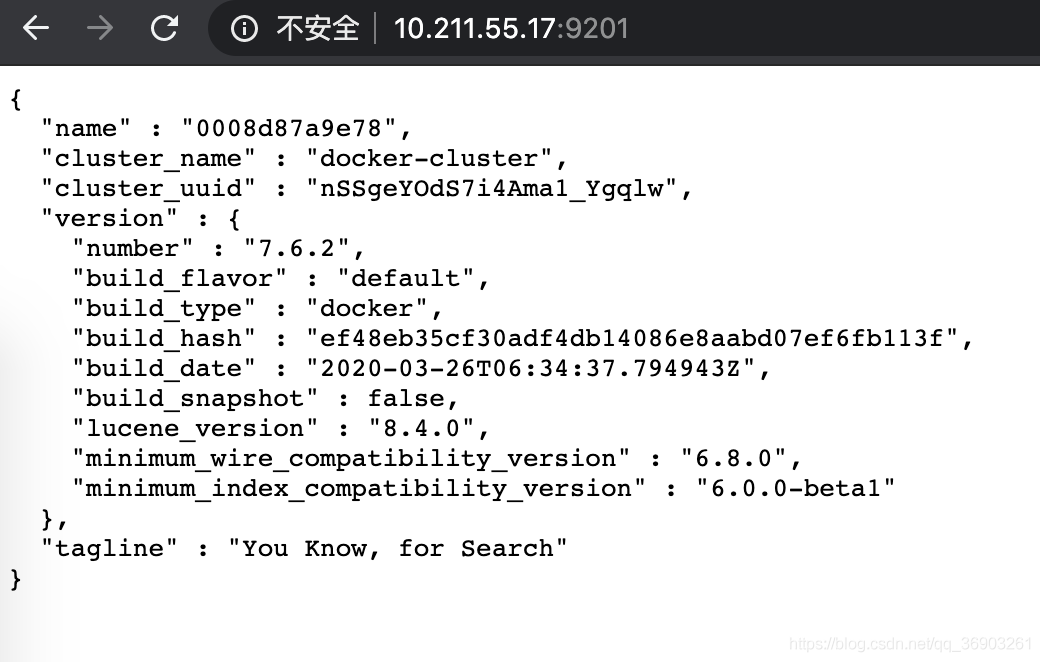 不安全 10.211.55.17:9201
{
"name" : "0008d87a9e78",
"cluster_name" : "docker-cluster",
"cluster_uuid" : "nSSgeYOdS7i4Ama1_Ygqlw",
"version" : {
"number" : "7.6.2",
"build_flavor" : "default",
"build_type" : "docker",
"build_hash" : "ef48eb35cf30adf4db14086e8aabd07ef6fb113f",
"build_date" : "2020-03-26T06:34:37.794943Z",
"build_snapshot" : false,
"lucene_version" : "8.4.0",
"minimum_wire_compatibility_version" : "6.8.0",
"minimum_index_compatibility_version" : "6.0.0-beta1"
},
"tagline" : "You Know, for Search"
}
https://blog.csdn.net/qq_36903261